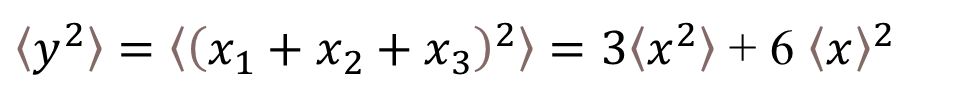 ⟨y²⟩ = ⟨(x₁ + x₂ + x₃)²⟩ = 3⟨x²⟩ + 6 ⟨x⟩²